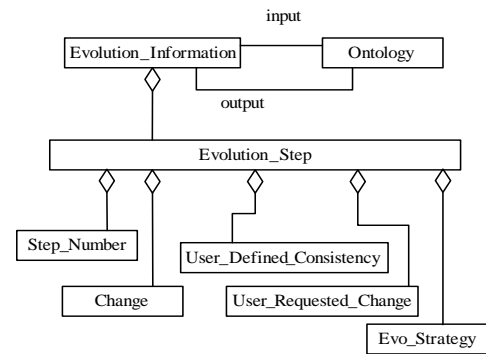 input
Evolution_Information
Ontology
output
Evolution_Step
Step_Number
User_Defined_Consistency
Change
User_Requested_Change
Evo_Strategy